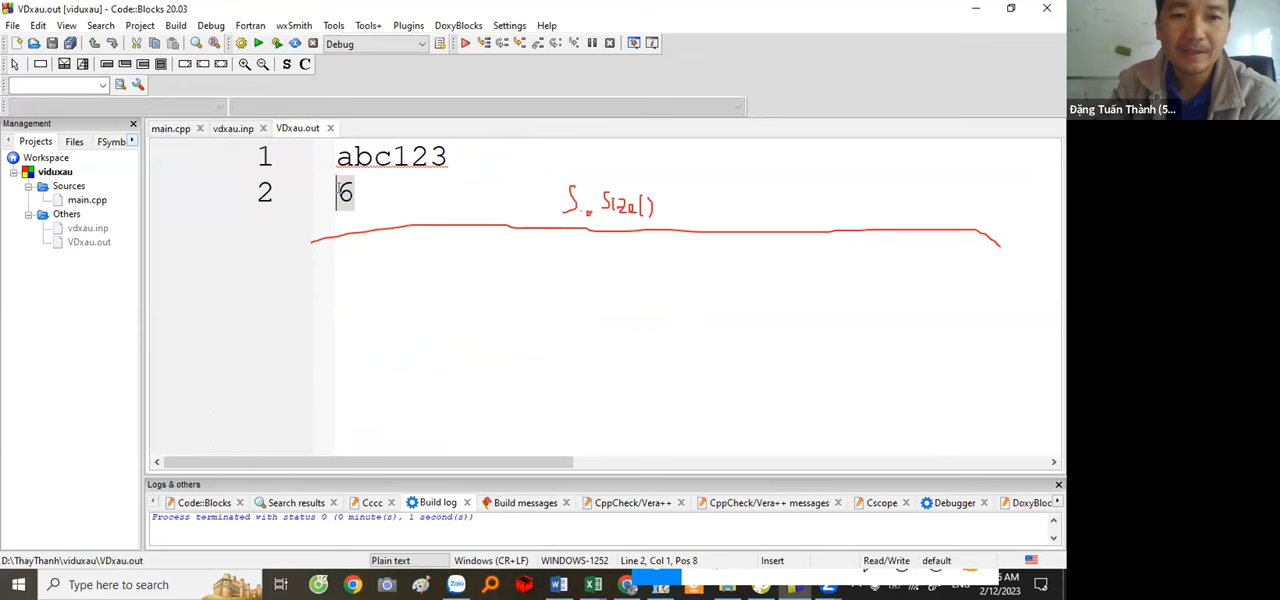 VDxau.out [viduxau] - Code::Blocks 20.03
File Edit View Search Project Build Debug Fortran wxSmith Tools Tools+ Plugins DoxyBlocks Settings Help
Debug
S C
Management
Projects Files FSymb
main.cpp vdxau.inp VDxau.out
Workspace
viduxau
Sources
main.cpp
Others
vdxau.inp
VDxau.out
1 abc123
2 6
S.size()
Đặng Tuấn Thành (5...
Logs & others
Code::Blocks Search results Cccc Build log Build messages CppCheck/Vera++ CppCheck/Vera++ messages Cscope Debugger DoxyBloc
Process terminated with status 0 (0 minute(s), 1 second(s))
D:\ThayThanh\viduxau\VDxau.out Plain text Windows (CR+LF) WINDOWS-1252 Line 2, Col 1, Pos 8 Insert Read/Write default
Type here to search
Zalo
ENG
AM
2/12/2023